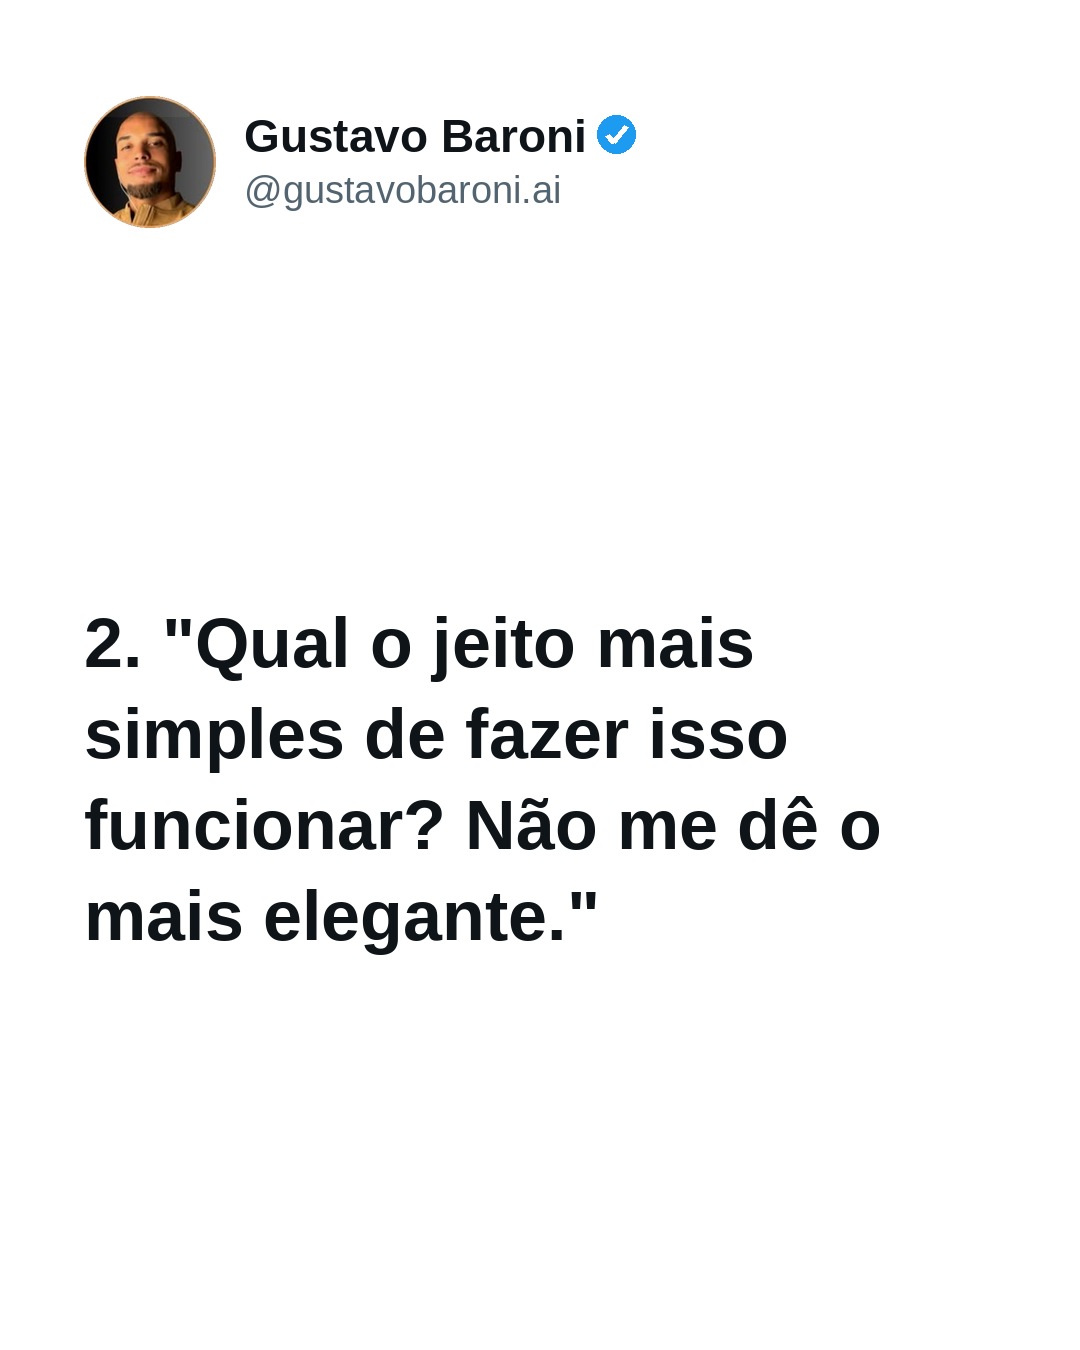 Gustavo Baroni
@gustavobaroni.ai
2. "Qual o jeito mais
simples de fazer isso
funcionar? Não me dê o
mais elegante."